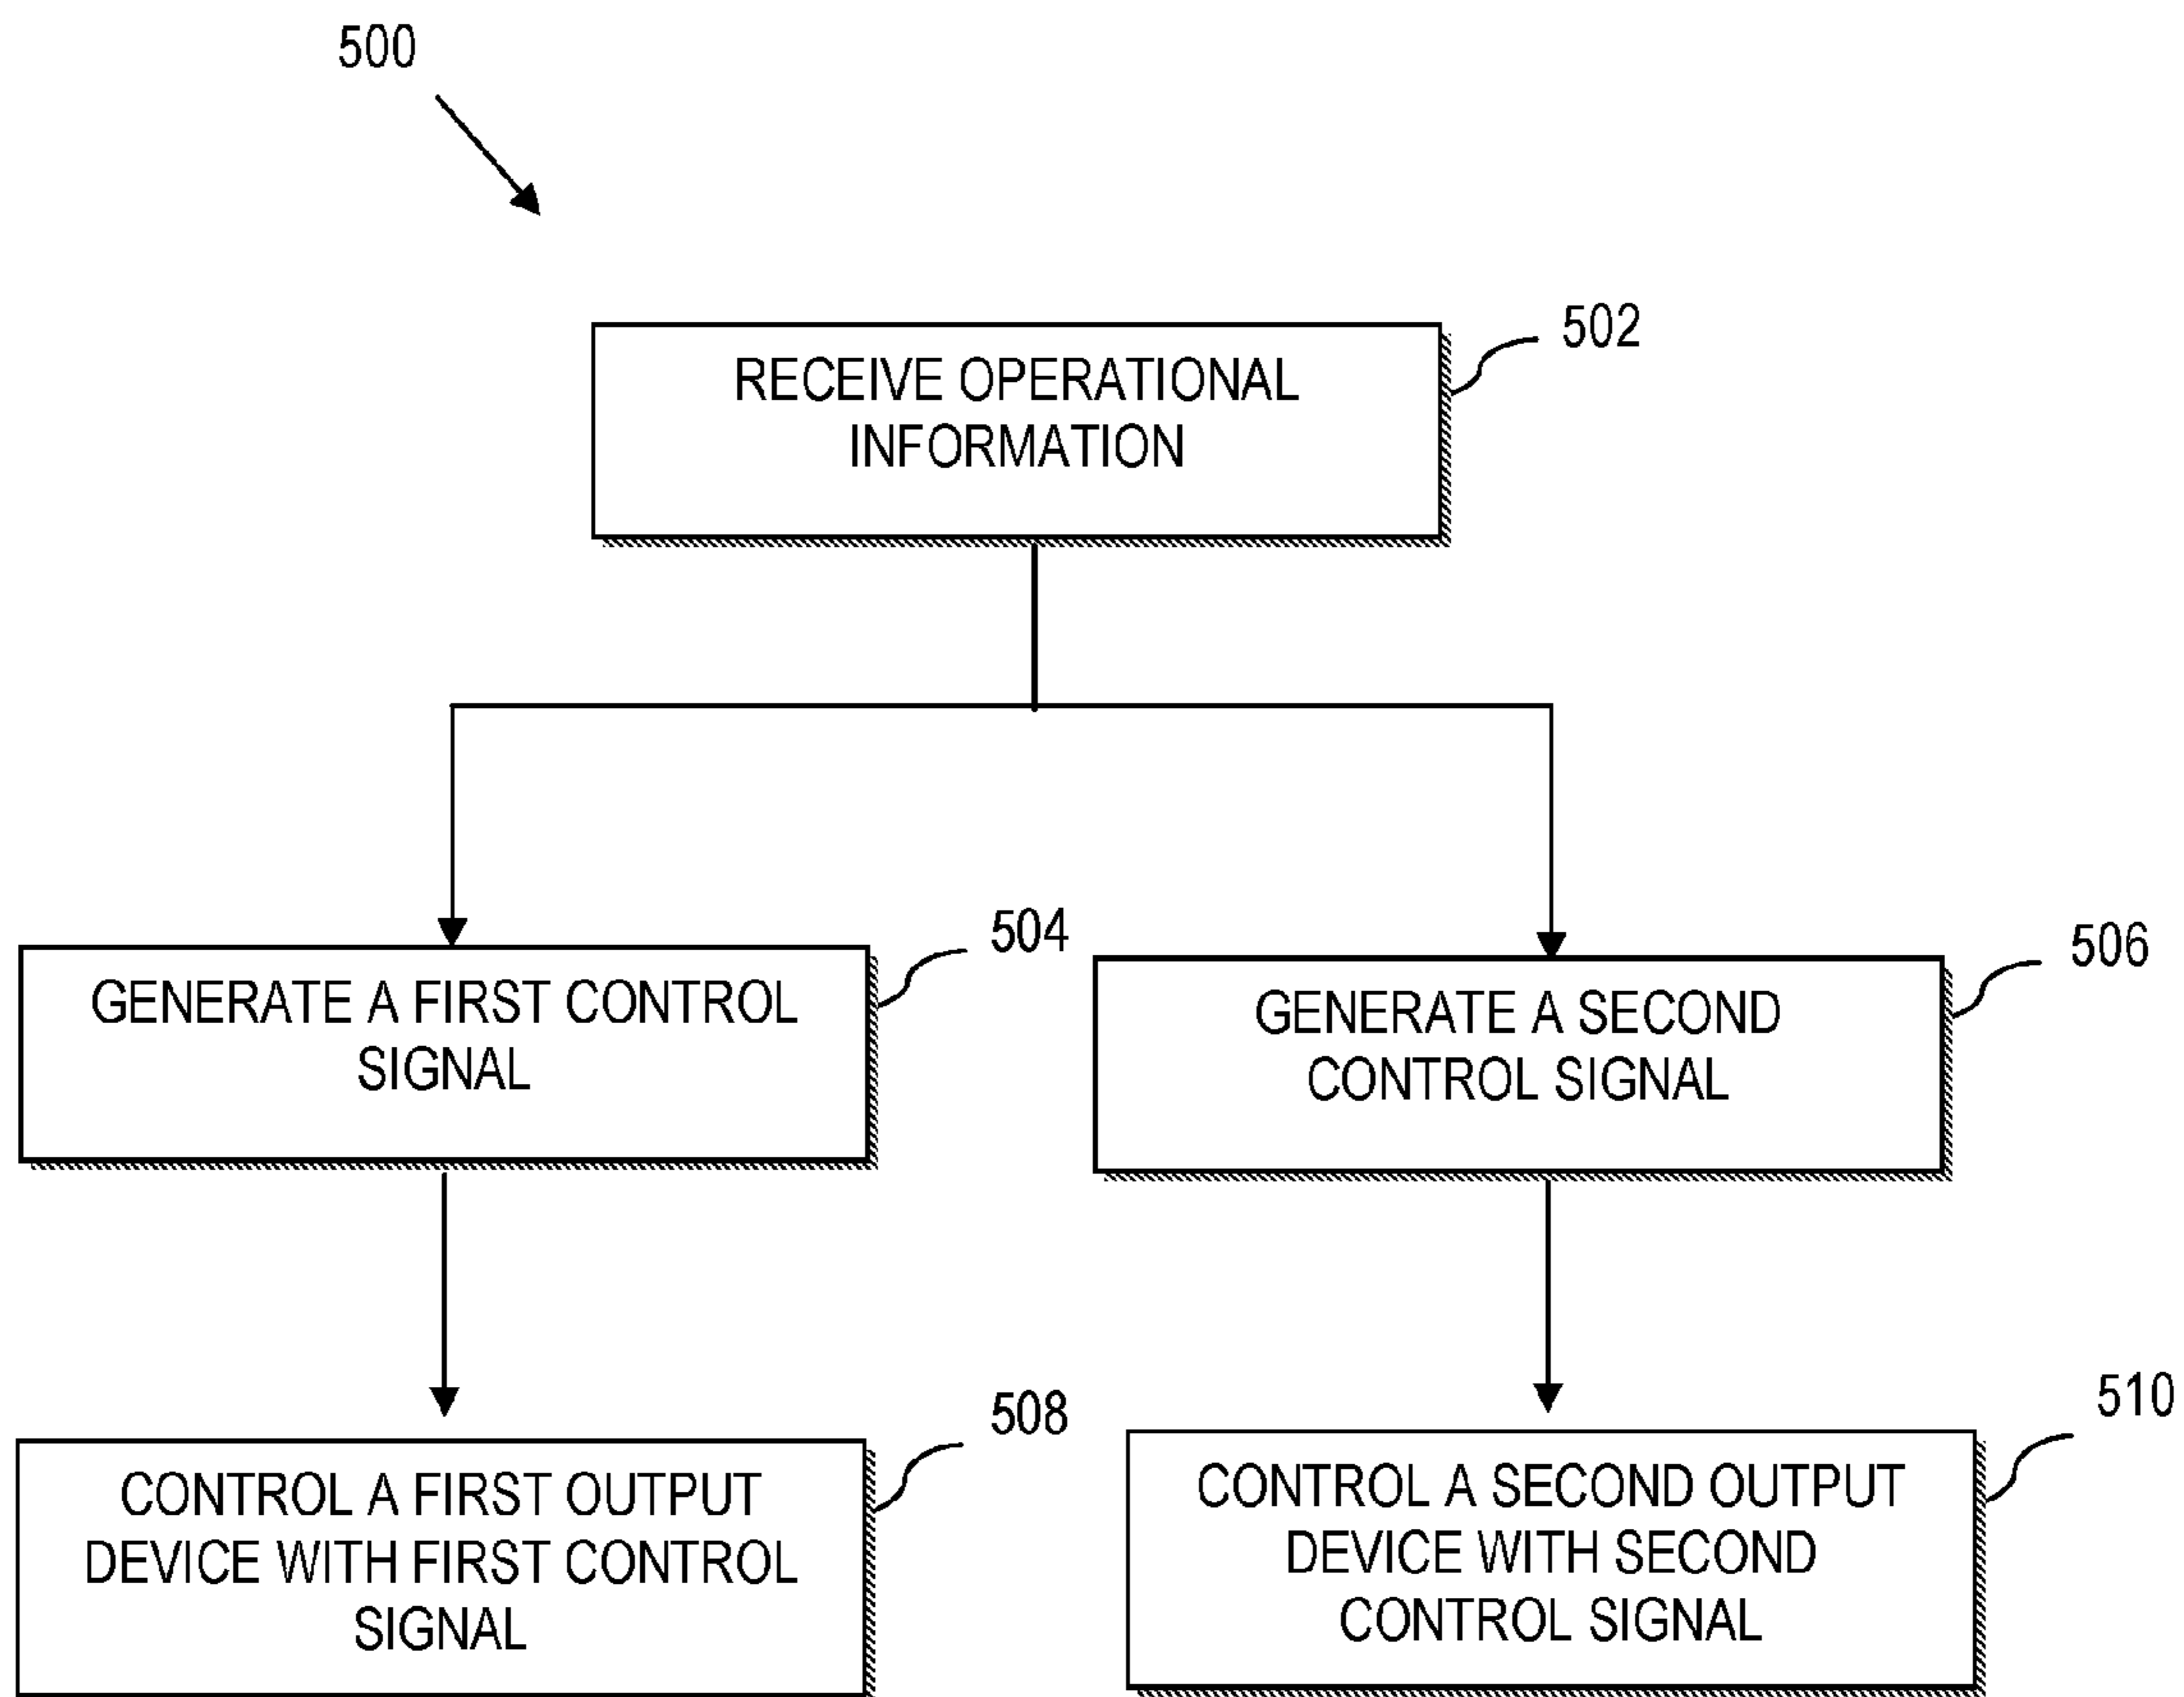 500
502
RECEIVE OPERATIONAL
INFORMATION
504
GENERATE A FIRST CONTROL
SIGNAL
506
GENERATE A SECOND
CONTROL SIGNAL
508
CONTROL A FIRST OUTPUT
DEVICE WITH FIRST CONTROL
SIGNAL
510
CONTROL A SECOND OUTPUT
DEVICE WITH SECOND
CONTROL SIGNAL